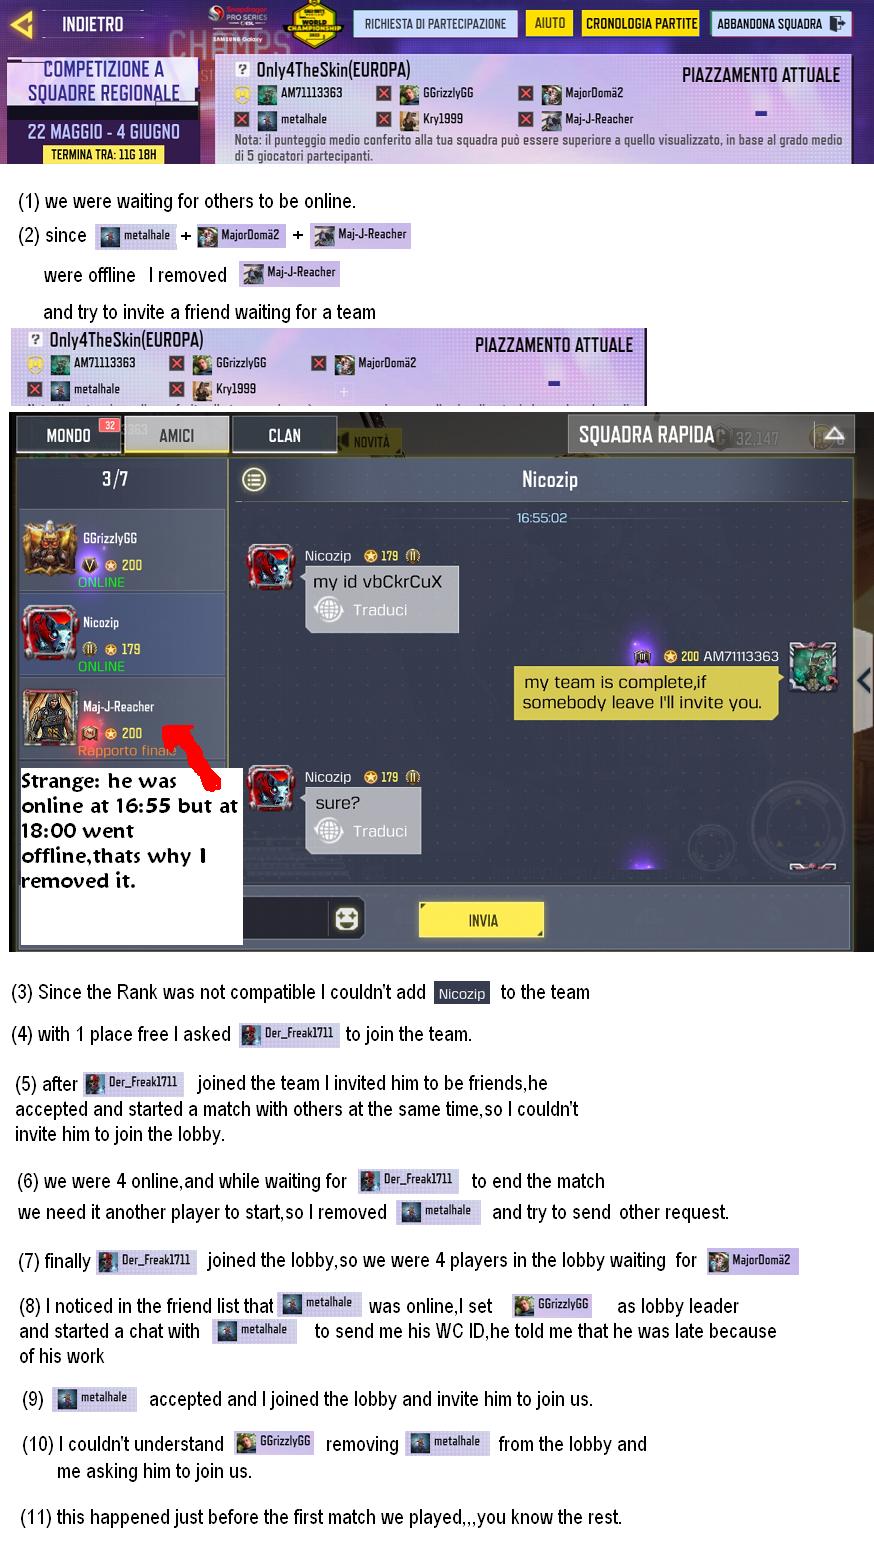 INDIETRO
Snapdragon
PRO SERIES
SAMSUNG Galaxy
WORLD
CHAMPIONSHIP
CHAMPS
RICHIESTA DI PARTECIPAZIONE
AIUTO
CRONOLOGIA PARTITE
ABBANDONA SQUADRA
COMPETIZIONE A
SQUADRE REGIONALE
22 MAGGIO - 4 GIUGNO
TERMINA TRA: 11G 18H
? Only4TheSkin(EUROPA)
PIAZZAMENTO ATTUALE
AM71113363 GGrizzlyGG MajorDomä2
metalhale Kry1999 Maj-J-Reacher
-
Nota: il punteggio medio conferito alla tua squadra può essere superiore a quello visualizzato, in base al grado medio
di 5 giocatori partecipanti.
(1) we were waiting for others to be online.
(2) since metalhale + MajorDomä2 + Maj-J-Reacher
were offline I removed Maj-J-Reacher
and try to invite a friend waiting for a team
? Only4TheSkin(EUROPA)
PIAZZAMENTO ATTUALE
AM71113363 GGrizzlyGG MajorDomä2
metalhale Kry1999
-
MONDO 32 AMICI CLAN
NOVITÀ
SQUADRA RAPIDA
32,147
3/7
Nicozip
16:55:02
GGrizzlyGG
200
ONLINE
Nicozip
179
ONLINE
Maj-J-Reacher
200
Rapporto finale
Nicozip 179
my id vbCkrCuX
Traduci
200 AM71113363
my team is complete,if
somebody leave I'll invite you.
Nicozip 179
sure?
Traduci
Strange: he was
online at 16:55 but at
18:00 went
offline,thats why I
removed it.
INVIA
(3) Since the Rank was not compatible I couldn't add Nicozip to the team
(4) with 1 place free I asked Der_Freak1711 to join the team.
(5) after Der_Freak1711 joined the team I invited him to be friends,he
accepted and started a match with others at the same time,so I couldn't
invite him to join the lobby.
(6) we were 4 online,and while waiting for Der_Freak1711 to end the match
we need it another player to start,so I removed metalhale and try to send other request.
(7) finally Der_Freak1711 joined the lobby,so we were 4 players in the lobby waiting for MajorDomä2
(8) I noticed in the friend list that metalhale was online,I set GGrizzlyGG as lobby leader
and started a chat with metalhale to send me his WC ID,he told me that he was late because
of his work
(9) metalhale accepted and I joined the lobby and invite him to join us.
(10) I couldn't understand GGrizzlyGG removing metalhale from the lobby and
me asking him to join us.
(11) this happened just before the first match we played,,,you know the rest.